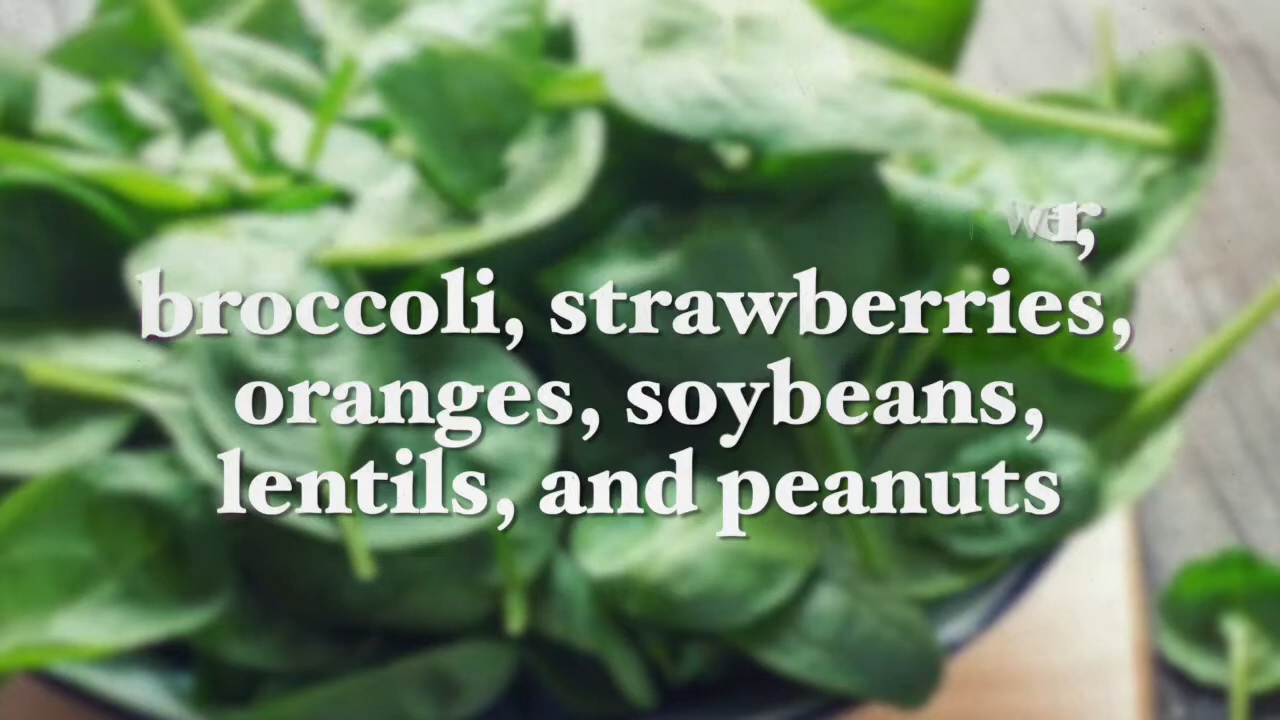 broccoli, strawberries,
oranges, soybeans,
lentils, and peanuts